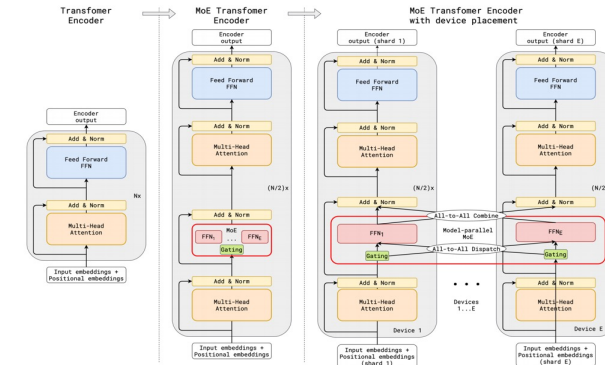 Transfomer
Encoder
Encoder
output
Add & Norm
Feed Forward
FFN
Add & Norm
Multi-Head
Attention
Nx
Input embeddings +
Positional embeddings
MoE Transfomer
Encoder
Encoder
output
Add & Norm
Feed Forward
FFN
Add & Norm
Multi-Head
Attention
(N/2)x
Add & Norm
MoE
FFN1 ... FFNE
Gating
Add & Norm
Multi-Head
Attention
Input embeddings +
Positional embeddings
MoE Transfomer Encoder
with device placement
Encoder
output (shard 1)
Add & Norm
Feed Forward
FFN
Add & Norm
Multi-Head
Attention
(N/2)x
Add & Norm
FFN1
Gating
Add & Norm
Multi-Head
Attention
Device 1
Input embeddings +
Positional embeddings
(shard 1)
All-to-All Combine
Model-parallel
MoE
All-to-All Dispatch
• • •
Devices
1...E
Encoder
output (shard E)
Add & Norm
Feed Forward
FFN
Add & Norm
Multi-Head
Attention
(N/2
Add & Norm
FFNE
Gating
Add & Norm
Multi-Head
Attention
Device E
Input embeddings +
Positional embeddings
(shard E)